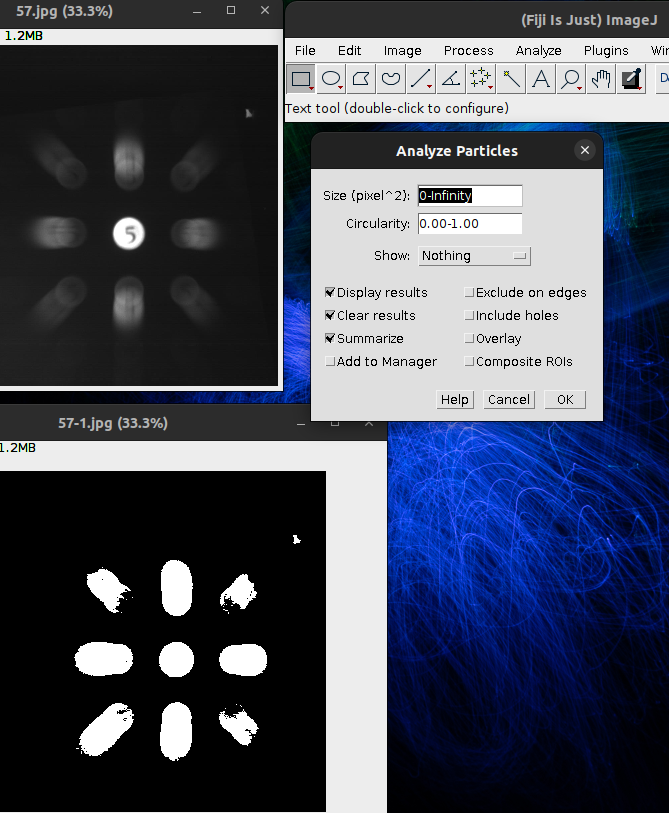 57.jpg (33.3%)
1.2MB
5
(Fiji Is Just) ImageJ
File Edit Image Process Analyze Plugins
Text tool (double-click to configure)
Analyze Particles
Size (pixel^2): 0-Infinity
Circularity: 0.00-1.00
Show: Nothing
Display results Exclude on edges
Clear results Include holes
Summarize Overlay
Add to Manager Composite ROIs
Help Cancel OK
57-1.jpg (33.3%)
1.2MB